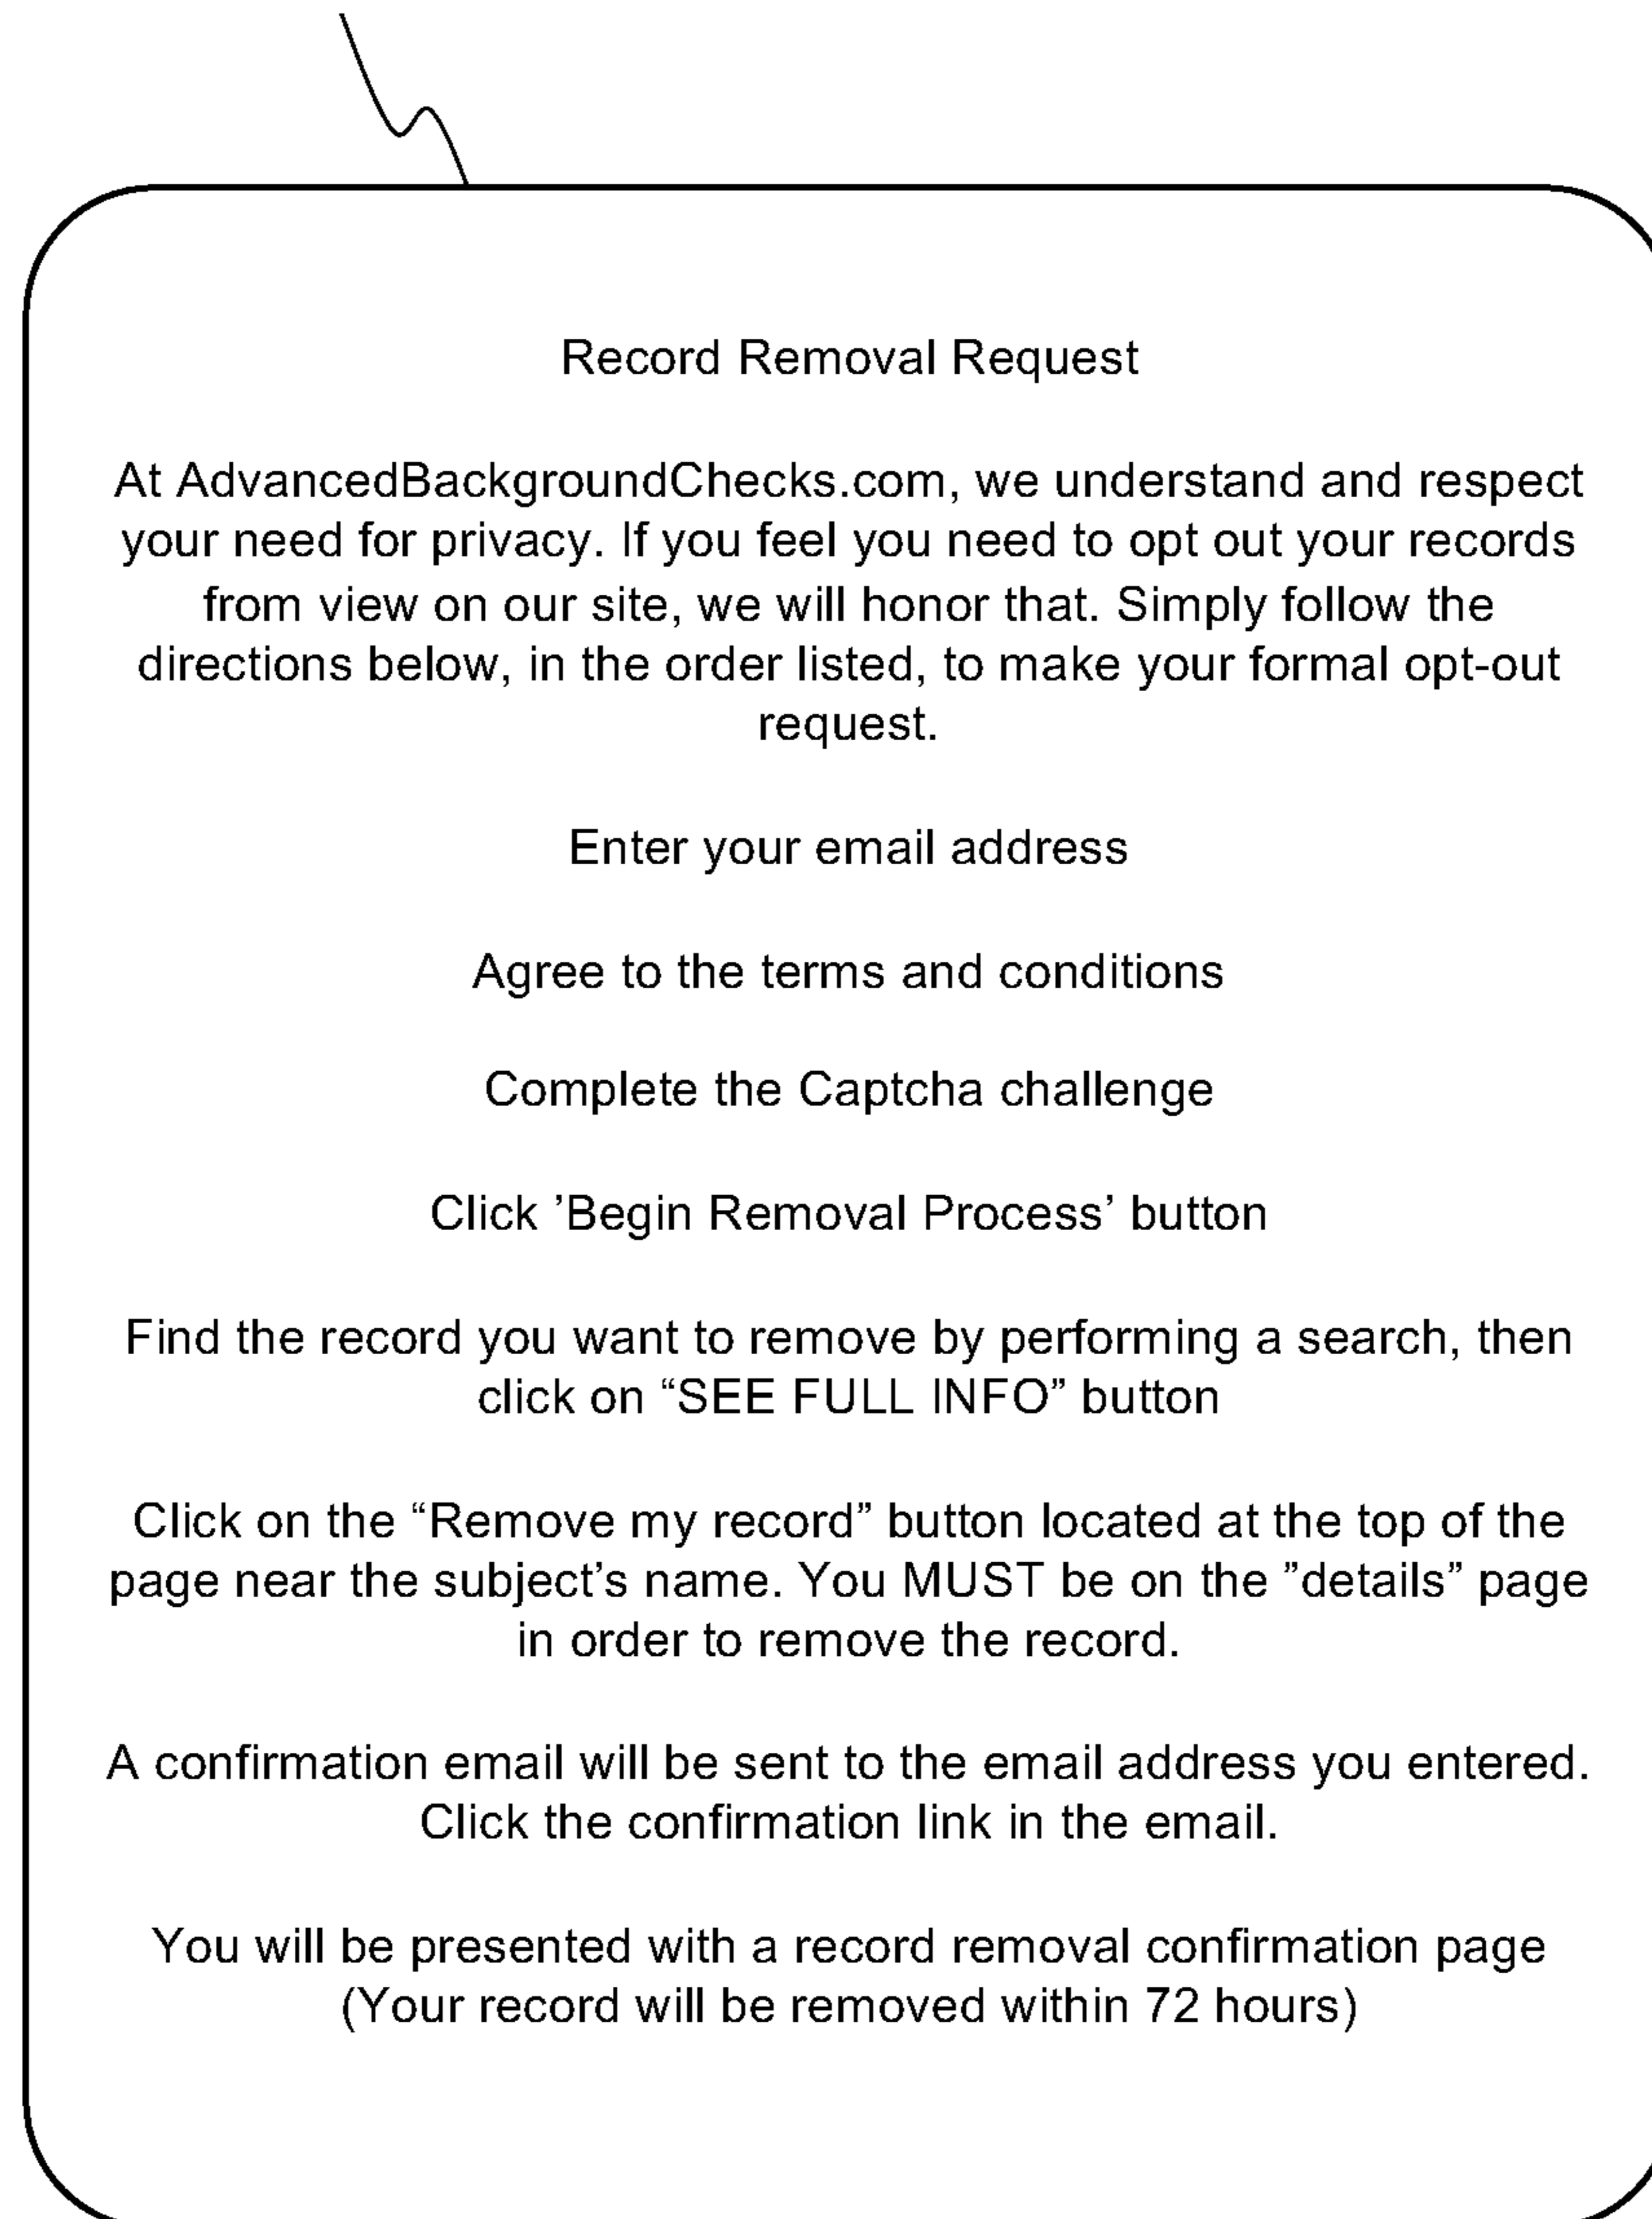 Record Removal Request
At AdvancedBackgroundChecks.com, we understand and respect
your need for privacy. If you feel you need to opt out your records
from view on our site, we will honor that. Simply follow the
directions below, in the order listed, to make your formal opt-out
request.
Enter your email address
Agree to the terms and conditions
Complete the Captcha challenge
Click ’Begin Removal Process’ button
Find the record you want to remove by performing a search, then
click on “SEE FULL INFO” button
Click on the “Remove my record” button located at the top of the
page near the subject’s name. You MUST be on the ”details” page
in order to remove the record.
A confirmation email will be sent to the email address you entered.
Click the confirmation link in the email.
You will be presented with a record removal confirmation page
(Your record will be removed within 72 hours)